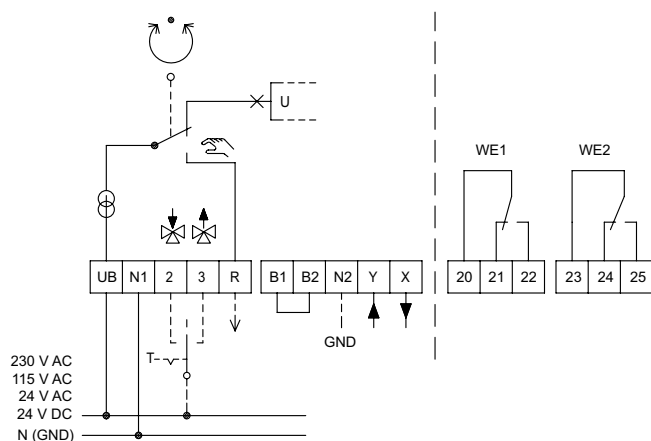 U
WE1 WE2
UB N1 2 3 R B1 B2 N2 Y X 20 21 22 23 24 25
GND
T
230 V AC
115 V AC
24 V AC
24 V DC
N (GND)